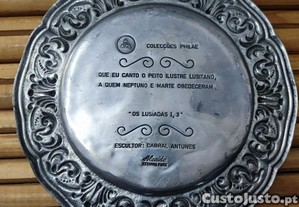 COLECÇÕES PHILAE
QUE EU CANTO O PEITO ILUSTRE LUSITANO,
A QUEM NEPTUNO E MARTE OBEDECERAM
"OS LUSÍADAS I,3"
ESCULTOR: CABRAL ANTUNES
CustoJusto.pt